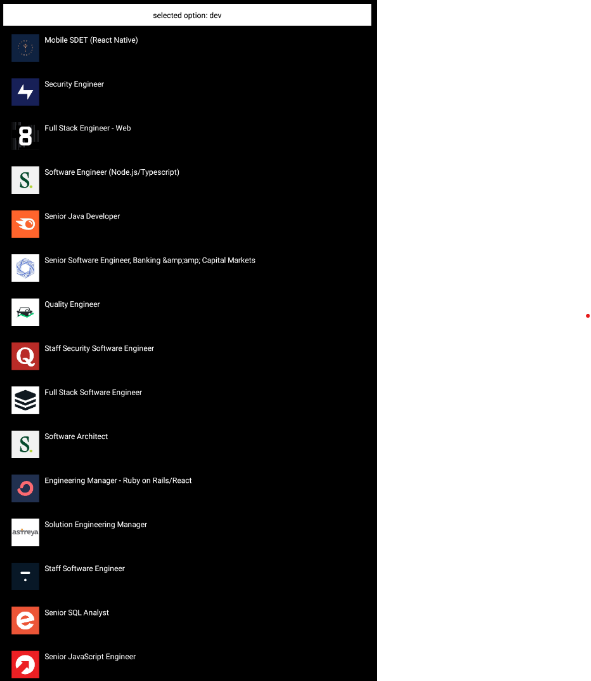 selected option: dev
Mobile SDET (React Native)
Security Engineer
8
Full Stack Engineer - Web
S.
Software Engineer (Node.js/Typescript)
Senior Java Developer
Senior Software Engineer, Banking &amp;amp; Capital Markets
Quality Engineer
Q
Staff Security Software Engineer
Full Stack Software Engineer
S.
Software Architect
Engineering Manager - Ruby on Rails/React
astreya
Solution Engineering Manager
Staff Software Engineer
e
Senior SQL Analyst
Senior JavaScript Engineer